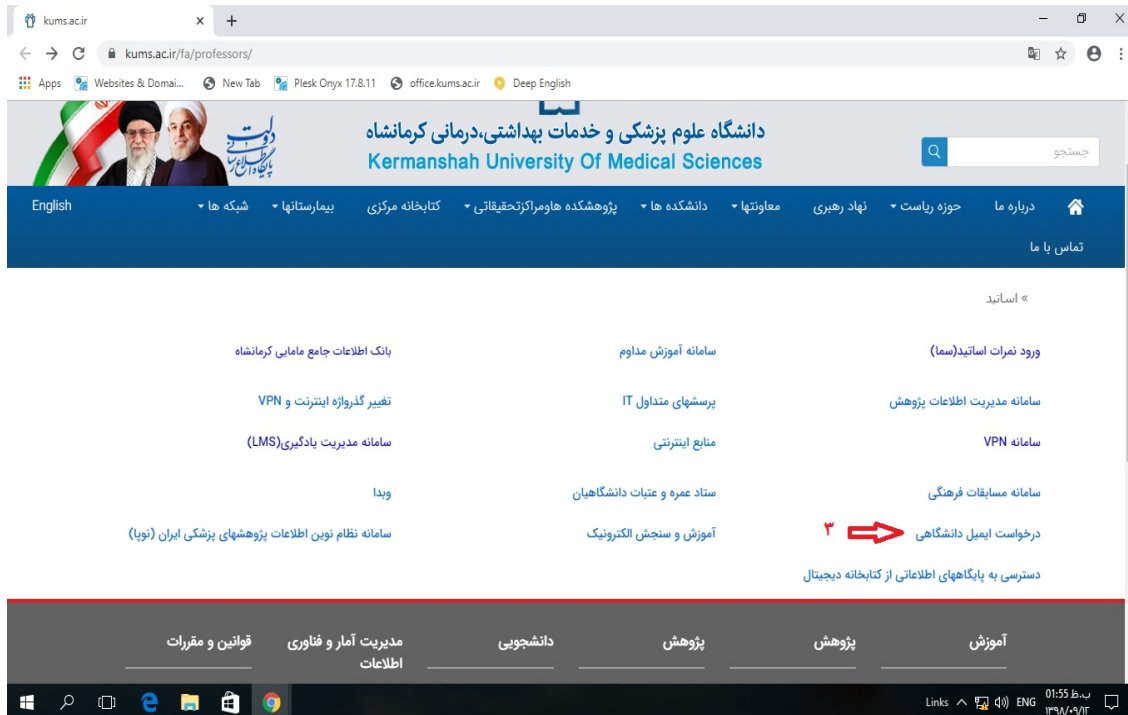 kums.ac.ir
kums.ac.ir/fa/professors/
Apps Websites & Domai... New Tab Plesk Onyx 17.8.11 office.kums.ac.ir Deep English
دانشگاه علوم پزشکی و خدمات بهداشتی،درمانی کرمانشاه
Kermanshah University Of Medical Sciences
جستجو
درباره ما حوزه ریاست نهاد رهبری معاونتها دانشکده ها پژوهشکده هاومراکزتحقیقاتی کتابخانه مرکزی بیمارستانها شبکه ها English
تماس با ما
» اساتید
ورود نمرات اساتید(سما) سامانه آموزش مداوم بانک اطلاعات جامع مامایی کرمانشاه
سامانه مدیریت اطلاعات پژوهش پرسشهای متداول IT تغییر گذرواژه اینترنت و VPN
سامانه VPN منابع اینترنتی سامانه مدیریت یادگیری(LMS)
سامانه مسابقات فرهنگی ستاد عمره و عتبات دانشگاهیان وبدا
درخواست ایمیل دانشگاهی ۳ آموزش و سنجش الکترونیک سامانه نظام نوین اطلاعات پژوهشهای پزشکی ایران (نوپا)
دسترسی به پایگاههای اطلاعاتی از کتابخانه دیجیتال
آموزش پژوهش پژوهش دانشجویی مدیریت آمار و فناوری قوانین و مقررات
اطلاعات
Links ENG 01:55 ب.ظ
۱۳۹۸/۰۹/۱۲